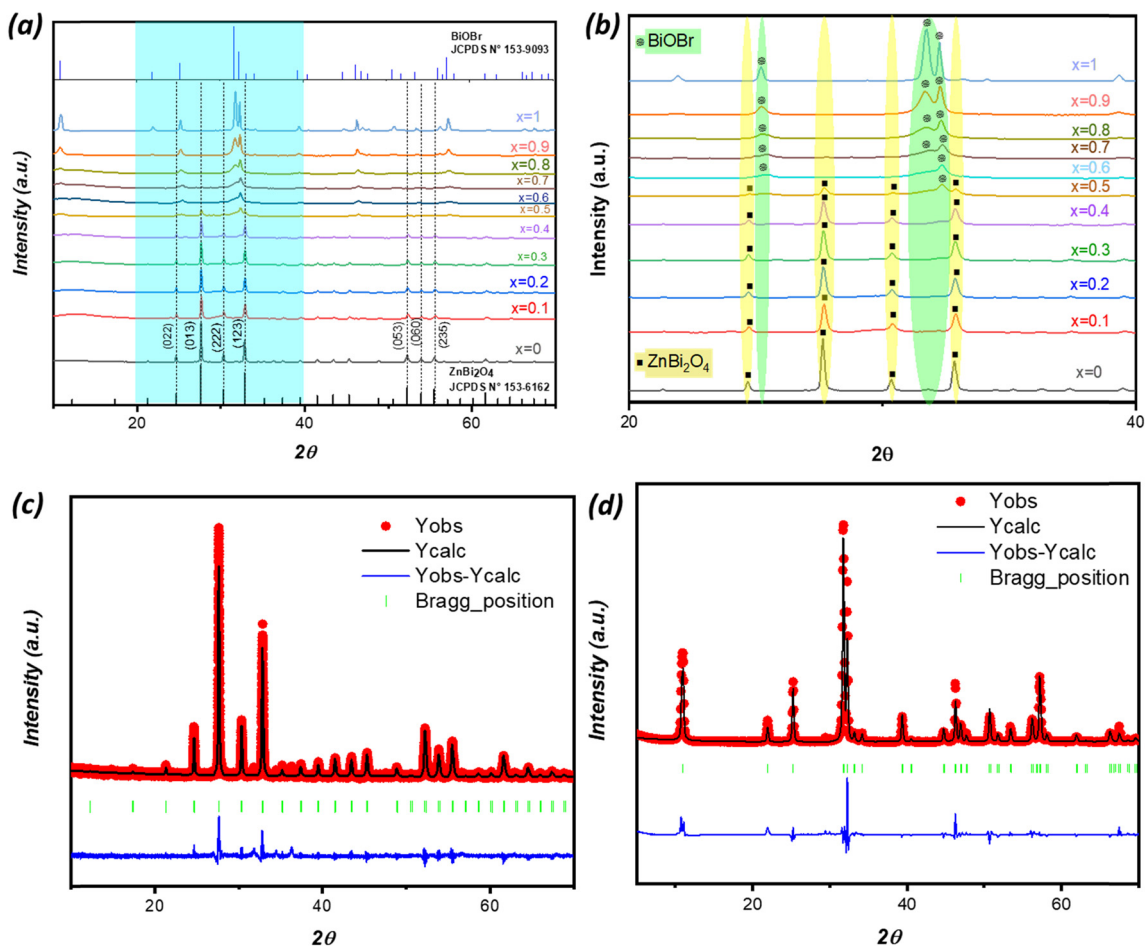 (a)
BiOBr
JCPDS N° 153-9093
x=1
x=0.9
x=0.8
x=0.7
x=0.6
x=0.5
x=0.4
x=0.3
x=0.2
x=0.1
(022)
(013)
(222)
(123)
(053)
(060)
(235)
x=0
ZnBi₂O₄
JCPDS N° 153-6162
Intensity (a.u.)
20
40
60
2θ
(b)
BiOBr
x=1
x=0.9
x=0.8
x=0.7
x=0.6
x=0.5
x=0.4
x=0.3
x=0.2
x=0.1
ZnBi₂O₄
x=0
Intensity (a.u.)
20
40
2θ
(c)
Yobs
Ycalc
Yobs-Ycalc
Bragg_position
Intensity (a.u.)
20
40
60
2θ
(d)
Yobs
Ycalc
Yobs-Ycalc
Bragg_position
Intensity (a.u.)
20
40
60
2θ